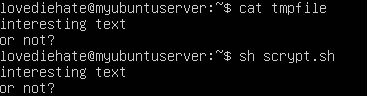 lovediehate@myubuntuserver:~$ cat tmpfile
interesting text
or not?
lovediehate@myubuntuserver:~$ sh scrypt.sh
interesting text
or not?